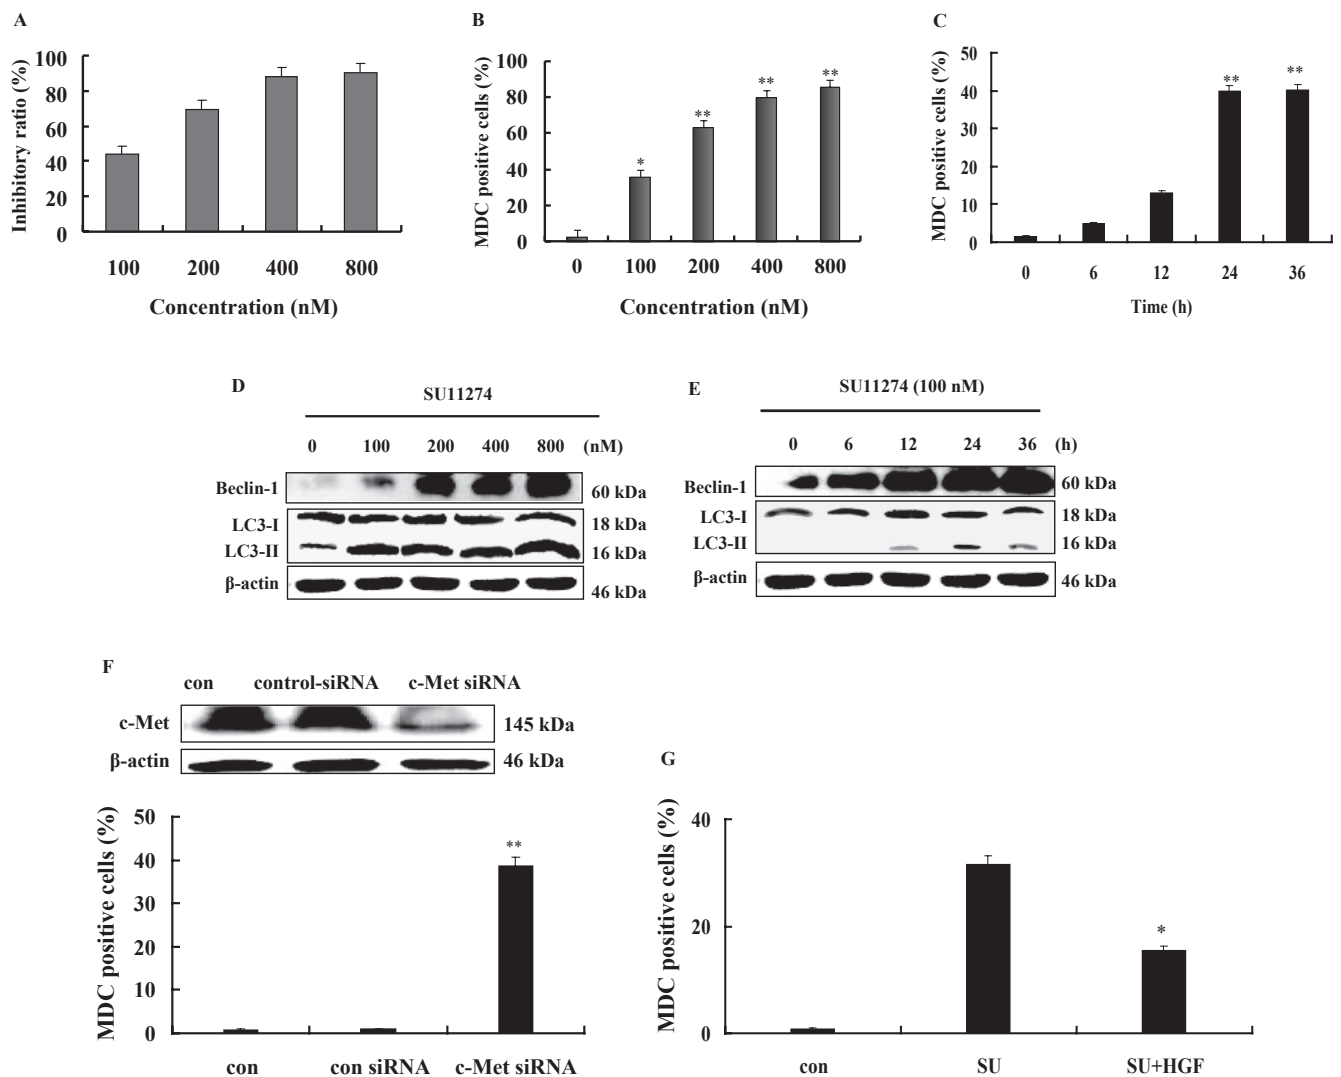 A
Inhibitory ratio (%)
100
80
60
40
20
0
100 200 400 800
Concentration (nM)
B
MDC positive cells (%)
100
80
60
40
20
0
*
**
**
**
0 100 200 400 800
Concentration (nM)
C
MDC positive cells (%)
50
40
30
20
10
0
**
**
0 6 12 24 36
Time (h)
D
SU11274
0 100 200 400 800 (nM)
Beclin-1 60 kDa
LC3-I 18 kDa
LC3-II 16 kDa
β-actin 46 kDa
E
SU11274 (100 nM)
0 6 12 24 36 (h)
Beclin-1 60 kDa
LC3-I 18 kDa
LC3-II 16 kDa
β-actin 46 kDa
F
con control-siRNA c-Met siRNA
c-Met 145 kDa
β-actin 46 kDa
MDC positive cells (%)
50
40
30
20
10
0
**
con con siRNA c-Met siRNA
G
MDC positive cells (%)
40
20
0
*
con SU SU+HGF